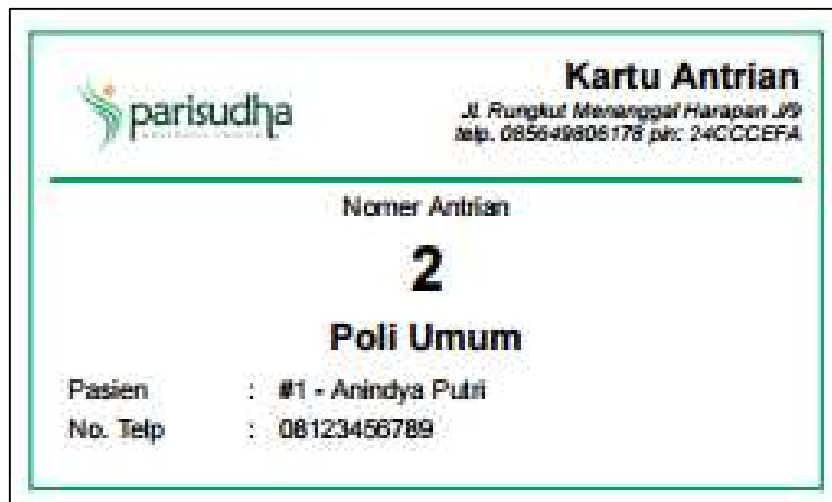 parisudha
Kartu Antrian
Jl. Rungkut Menanggal Harapan J/9
telp. 085649806178 pin: 24CCCEFA
Nomer Antrian
2
Poli Umum
Pasien : #1 - Anindya Putri
No. Telp : 08123456789